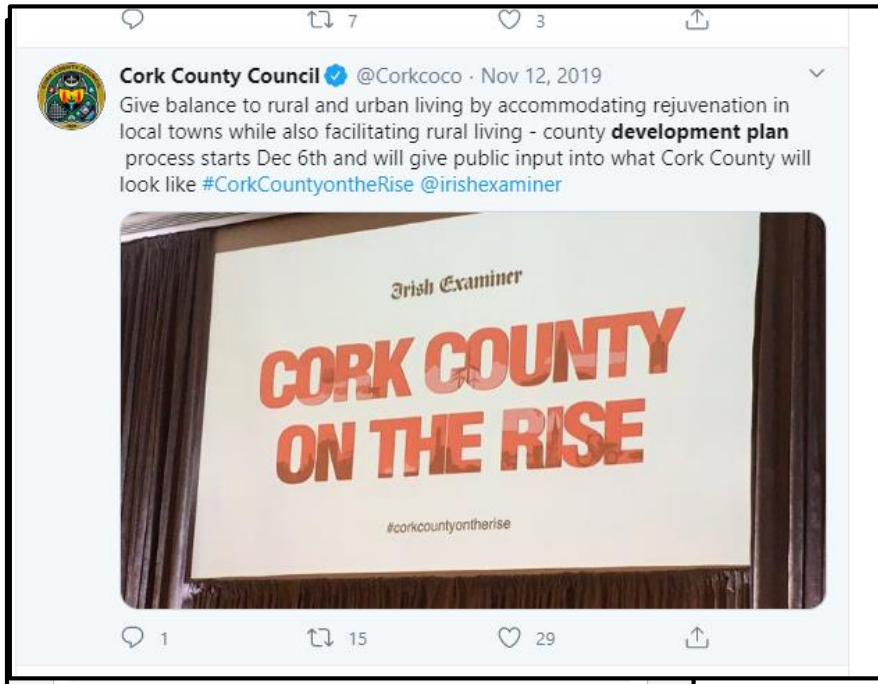 7 3
Cork County Council @Corkcoco · Nov 12, 2019
Give balance to rural and urban living by accommodating rejuvenation in
local towns while also facilitating rural living - county development plan
process starts Dec 6th and will give public input into what Cork County will
look like #CorkCountyontheRise @irishexaminer
Irish Examiner
CORK COUNTY
ON THE RISE
#corkcountyontherise
1 15 29